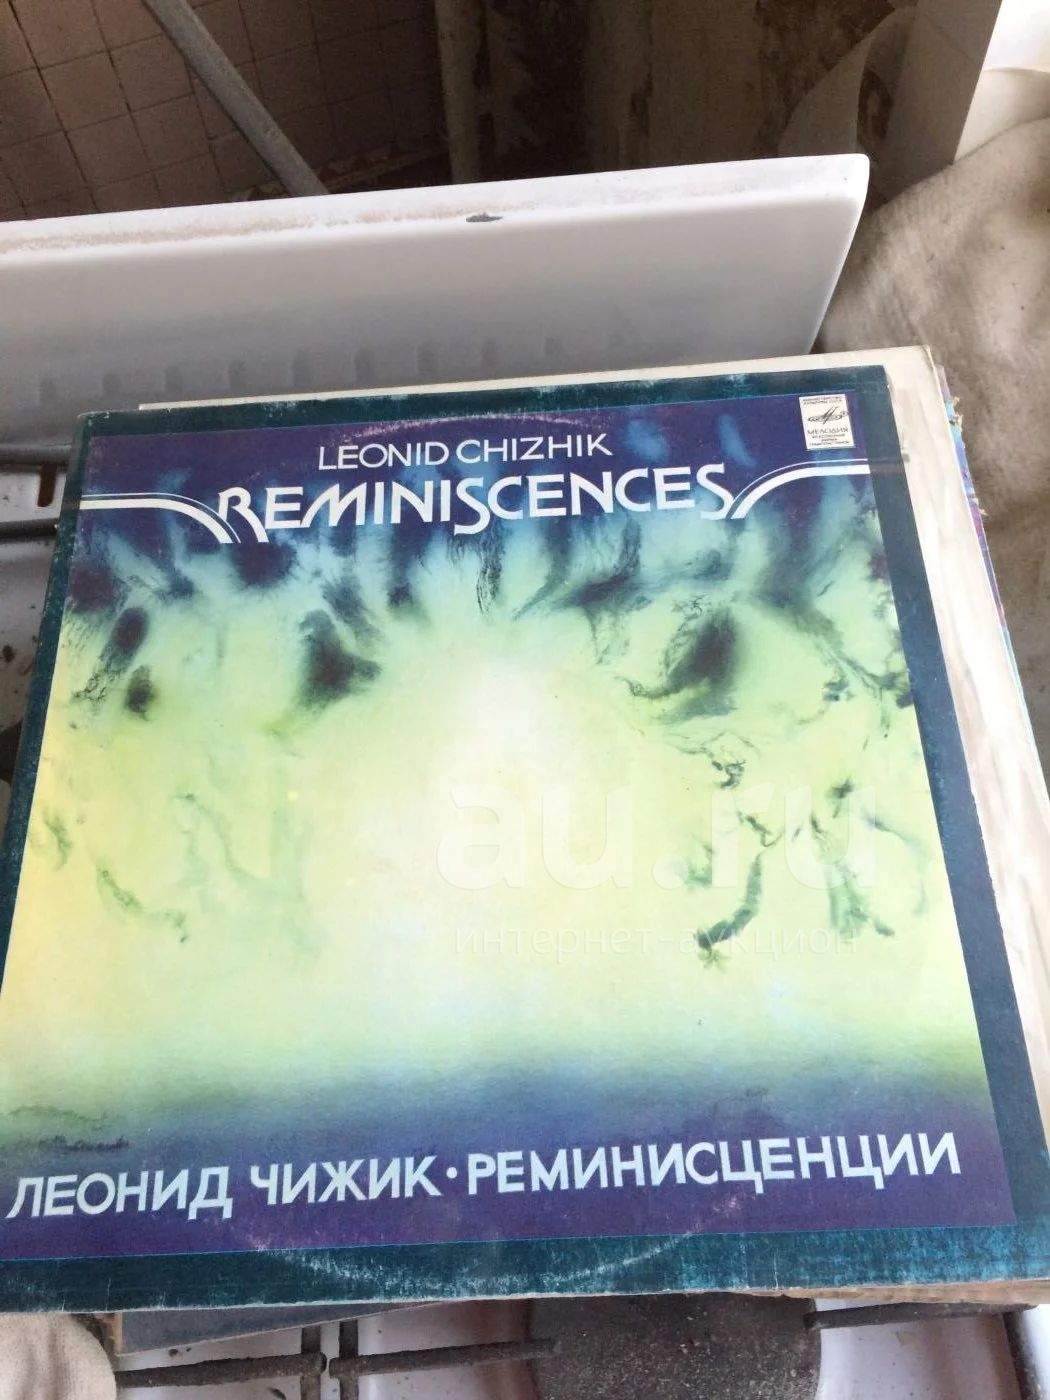 LEONID CHIZHIK
REMINISCENCES
МЕЛОДИЯ
au.ru
интернет-аукцион
ЛЕОНИД ЧИЖИК · РЕМИНИСЦЕНЦИИ